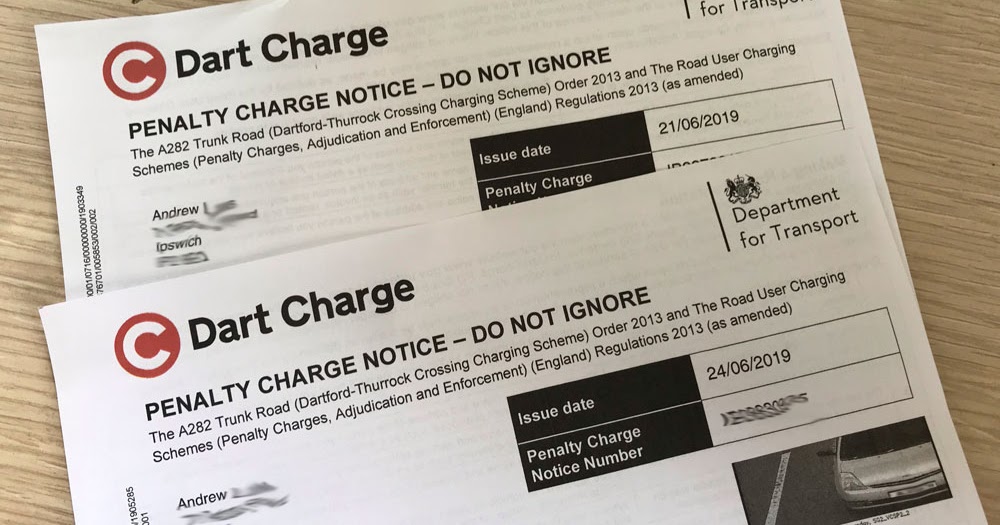 for Transport
Dart Charge
PENALTY CHARGE NOTICE – DO NOT IGNORE
The A282 Trunk Road (Dartford-Thurrock Crossing Charging Scheme) Order 2013 and The Road User Charging
Schemes (Penalty Charges, Adjudication and Enforcement) (England) Regulations 2013 (as amended)
Issue date
21/06/2019
Penalty Charge
Andrew
Ipswich
Department
for Transport
Dart Charge
PENALTY CHARGE NOTICE – DO NOT IGNORE
The A282 Trunk Road (Dartford-Thurrock Crossing Charging Scheme) Order 2013 and The Road User Charging
Schemes (Penalty Charges, Adjudication and Enforcement) (England) Regulations 2013 (as amended)
Issue date
24/06/2019
Penalty Charge
Notice Number
Andrew